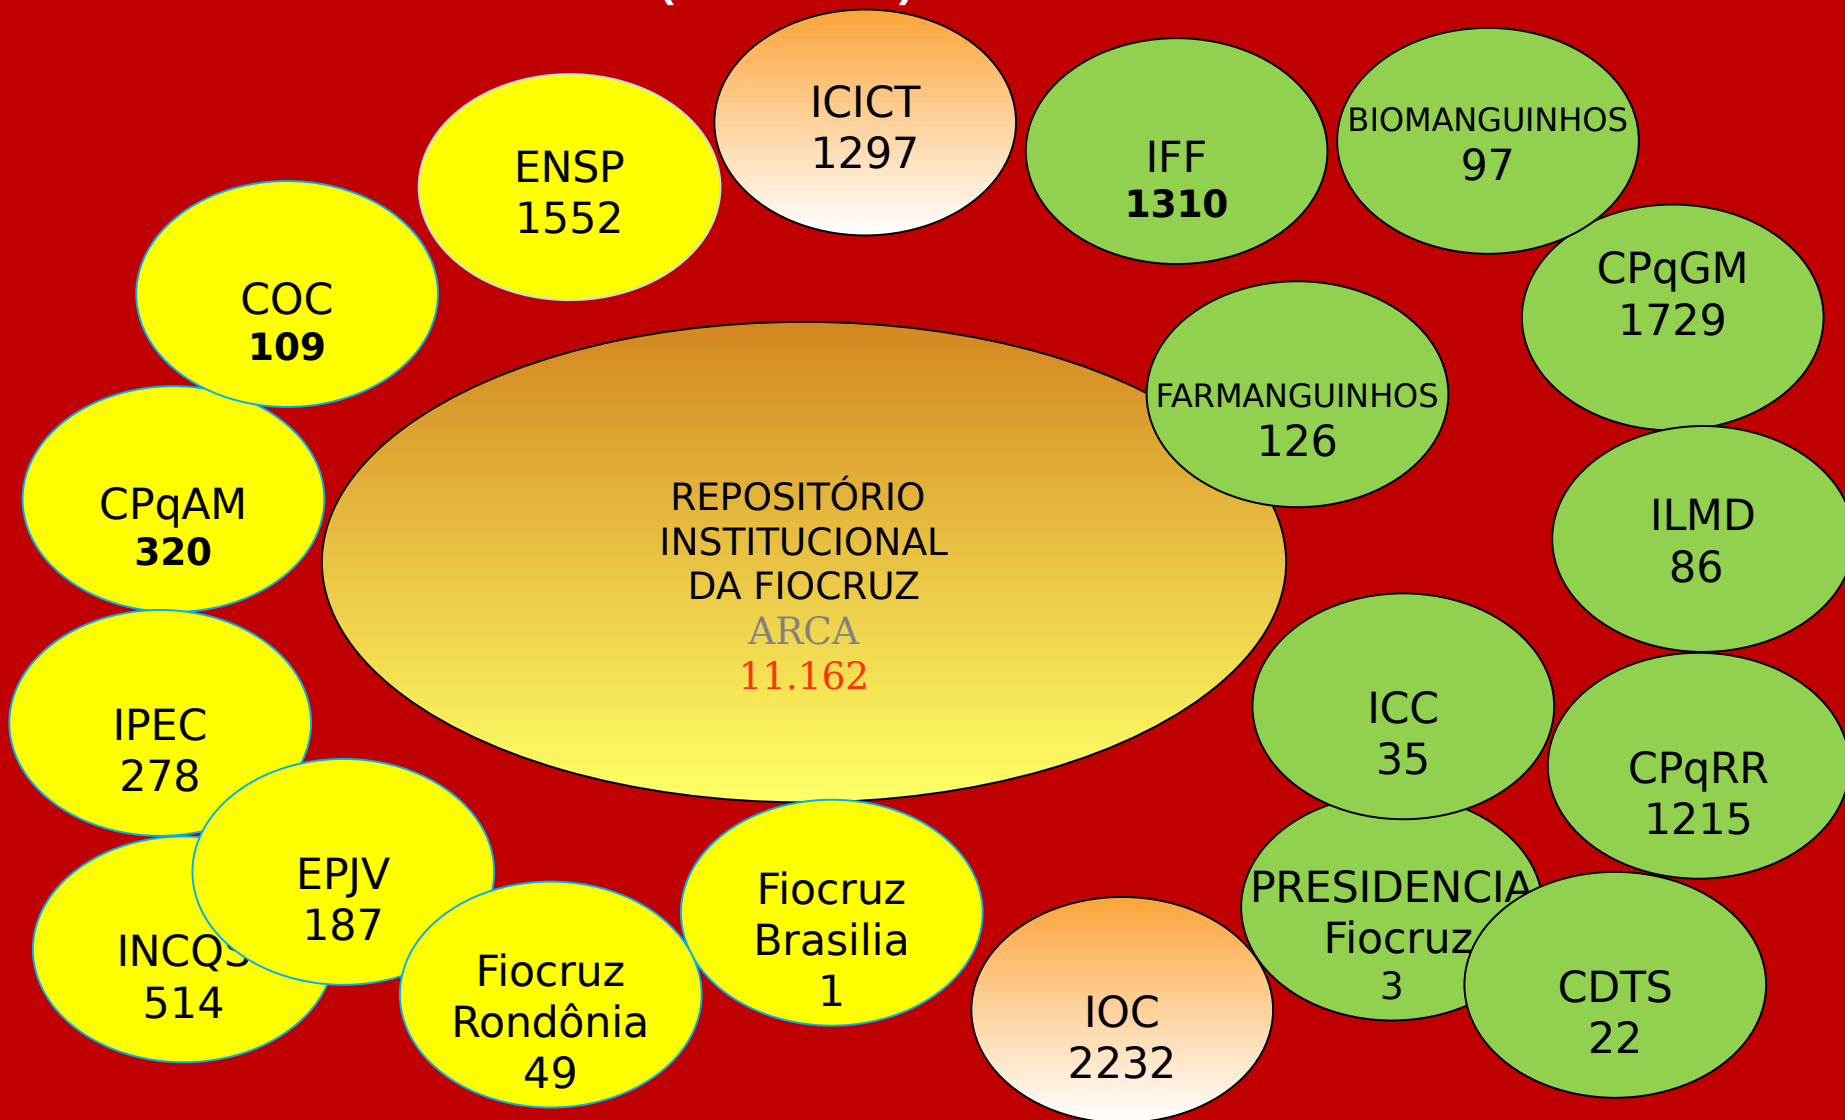 ICICT
1297
ENSP
1552
IFF
1310
BIOMANGUINHOS
97
COC
109
CPqGM
1729
FARMANGUINHOS
126
CPqAM
320
REPOSITÓRIO
INSTITUCIONAL
DA FIOCRUZ
ARCA
11.162
ILMD
86
IPEC
278
ICC
35
CPqRR
1215
EPJV
187
INCQS
514
Fiocruz
Rondônia
49
Fiocruz
Brasilia
1
IOC
2232
PRESIDENCIA
Fiocruz
3
CDTS
22